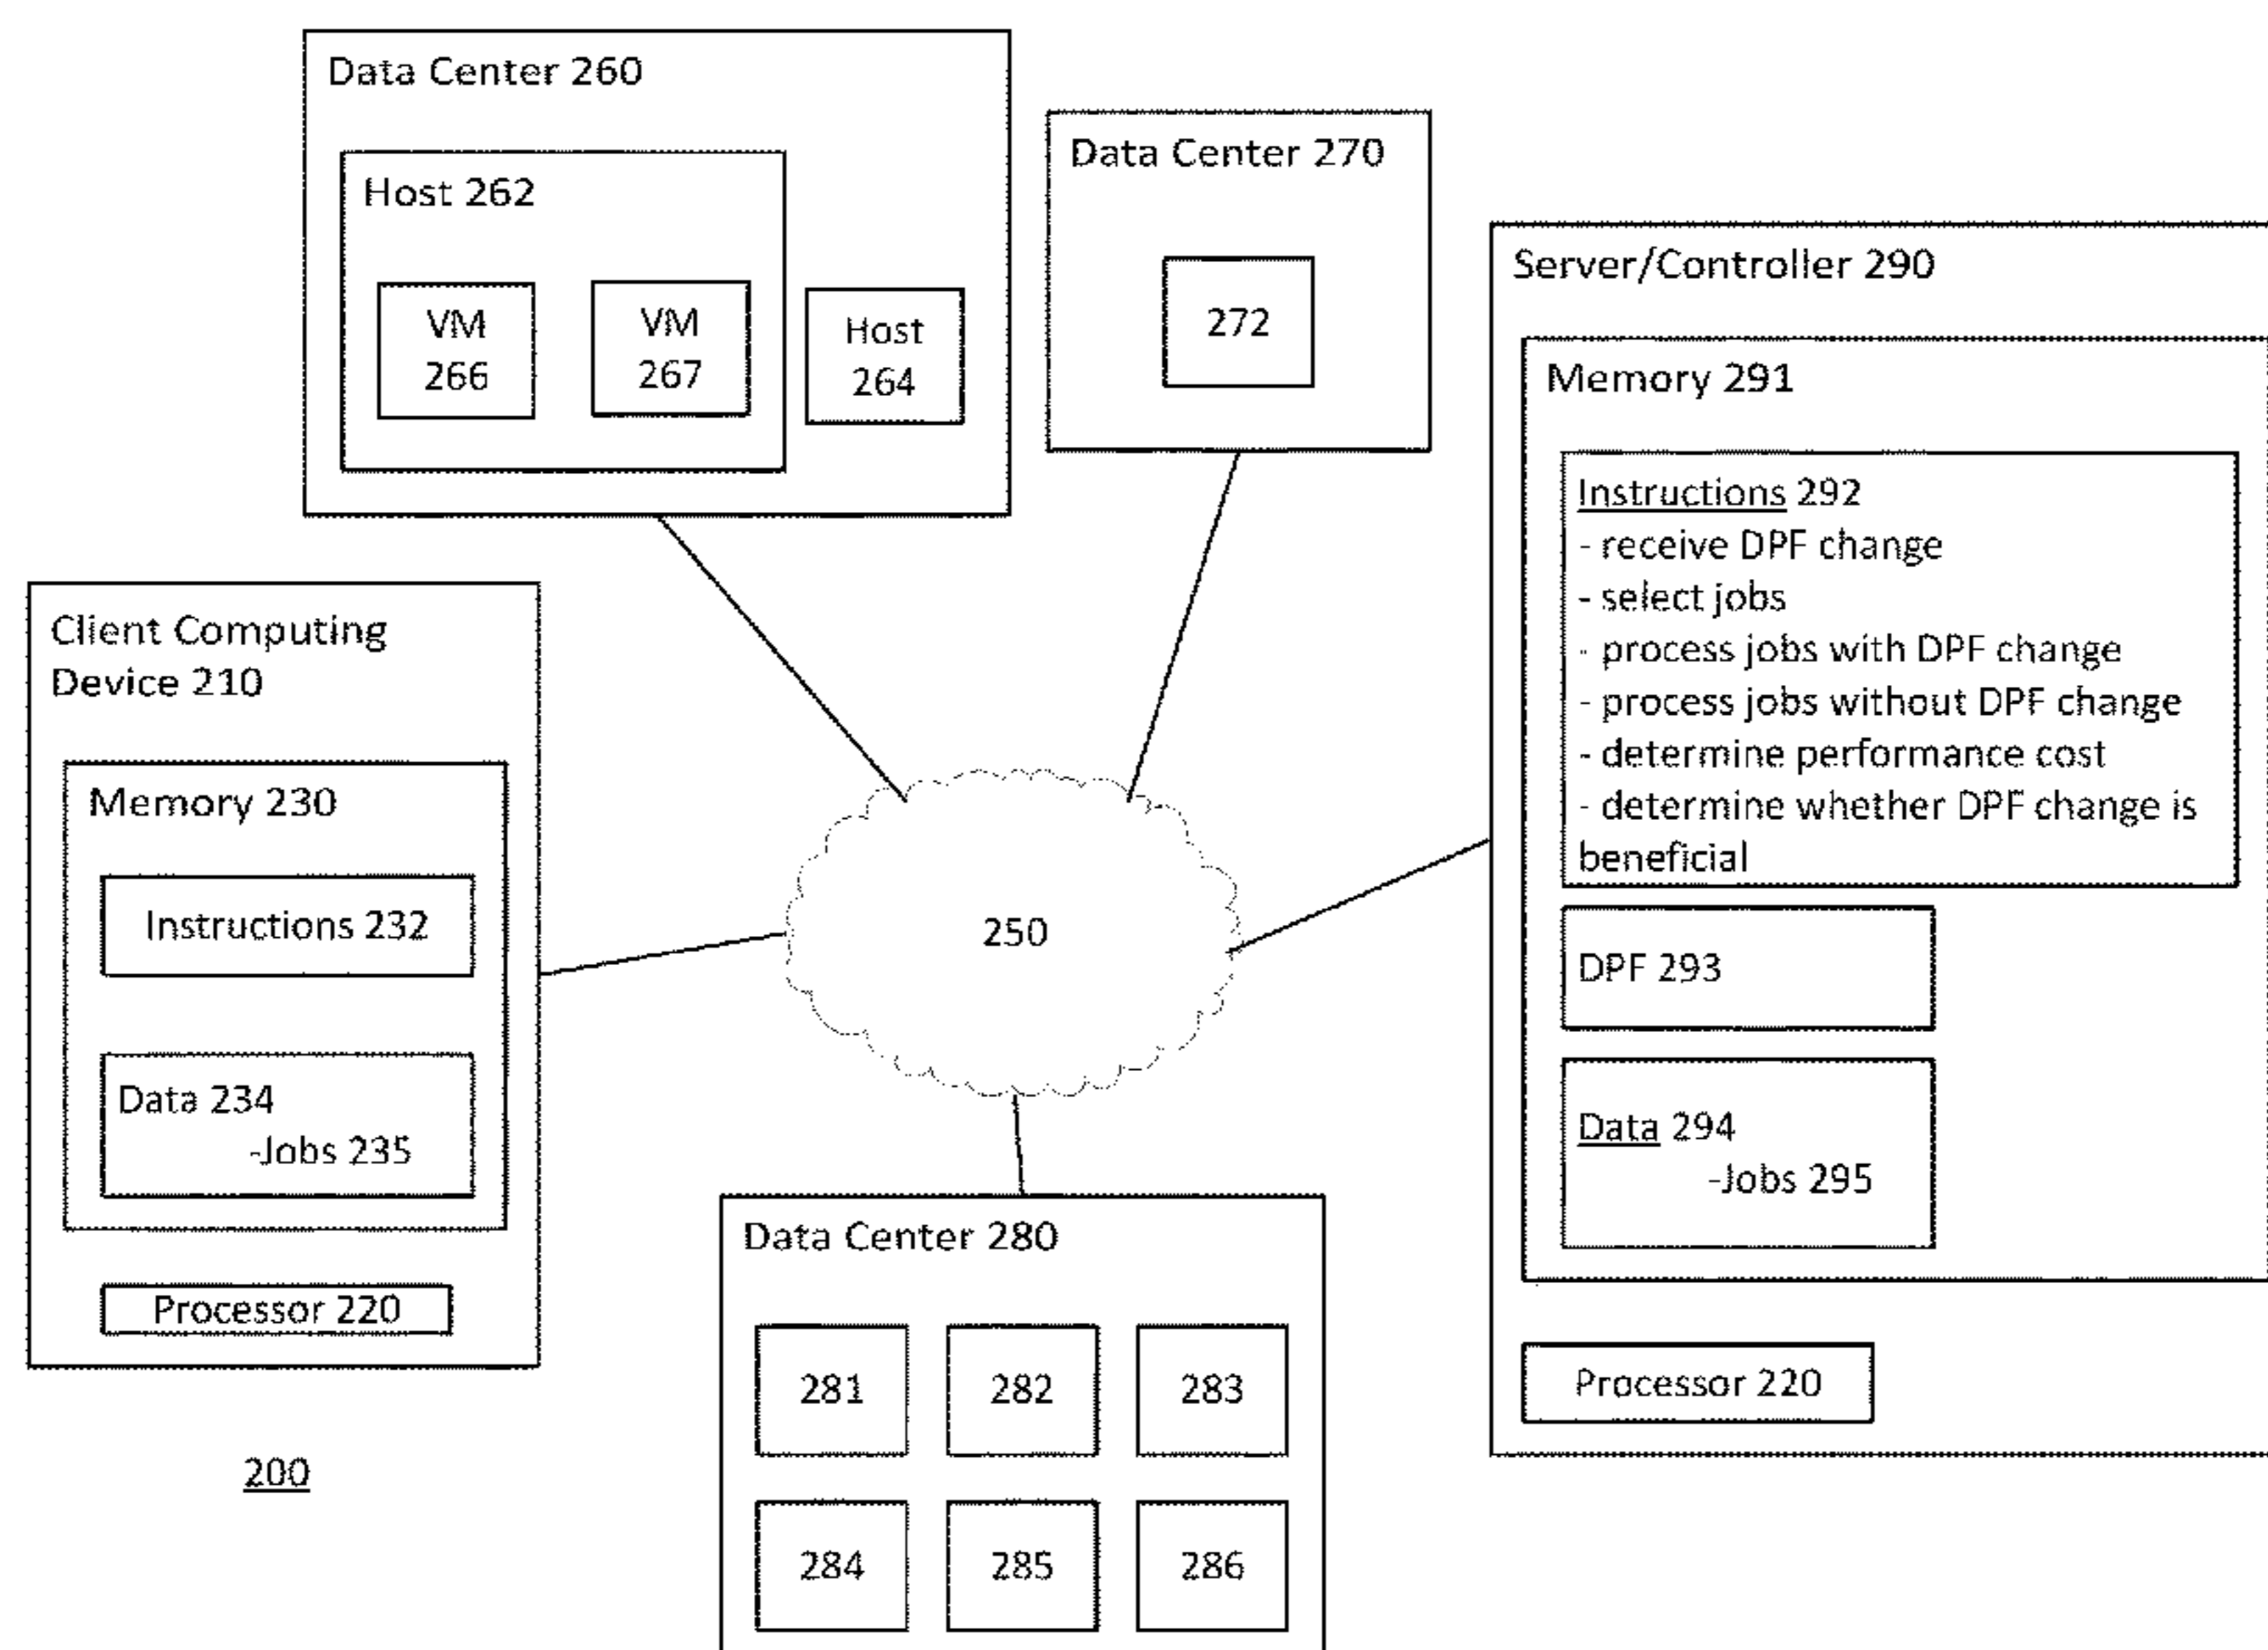 Data Center 260
Host 262
VM
266
VM
267
Host
264
Data Center 270
272
Server/Controller 290
Memory 291
Instructions 292
- receive DPF change
- select jobs
- process jobs with DPF change
- process jobs without DPF change
- determine performance cost
- determine whether DPF change is
beneficial
DPF 293
Data 294
-Jobs 295
Processor 220
Client Computing
Device 210
Memory 230
Instructions 232
Data 234
-Jobs 235
Processor 220
250
Data Center 280
281
282
283
284
285
286
200